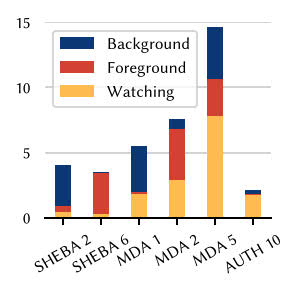 15
10
5
0
Background
Foreground
Watching
SHEBA 2
SHEBA 6
MDA 1
MDA 2
MDA 5
AUTH 10